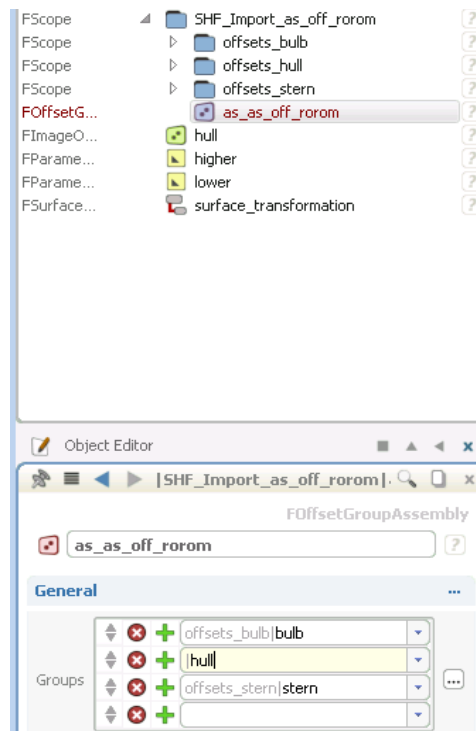 FScope SHF_Import_as_off_rorom ?
FScope offsets_bulb ?
FScope offsets_hull ?
FScope offsets_stern ?
FOffsetG... as_as_off_rorom ?
FImageO... hull ?
FParame... higher ?
FParame... lower ?
FSurface... surface_transformation ?
Object Editor
|SHF_Import_as_off_rorom|.
FOffsetGroupAssembly
as_as_off_rorom ?
General ...
offsets_bulb|bulb
|hull
Groups ...
offsets_stern|stern